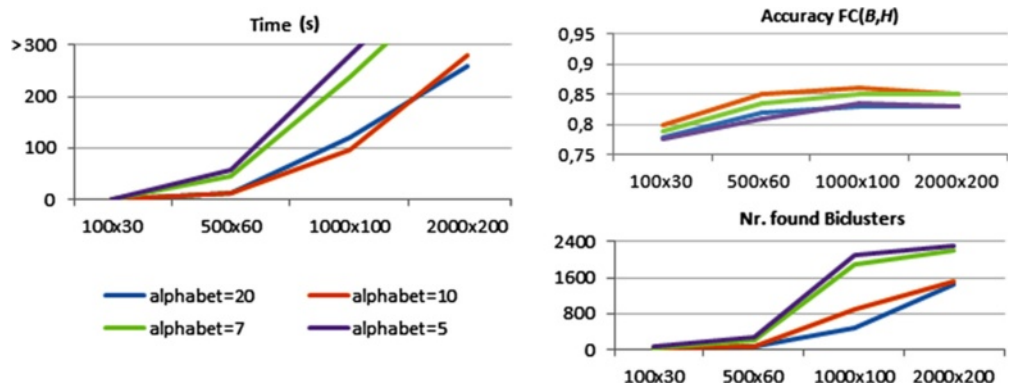 Time (s)
>300
200
100
0
100x30 500x60 1000x100 2000x200
alphabet=20 alphabet=10
alphabet=7 alphabet=5
Accuracy FC(B,H)
0,95
0,9
0,85
0,8
0,75
100x30 500x60 1000x100 2000x200
Nr. found Biclusters
2400
1600
800
0
100x30 500x60 1000x100 2000x200